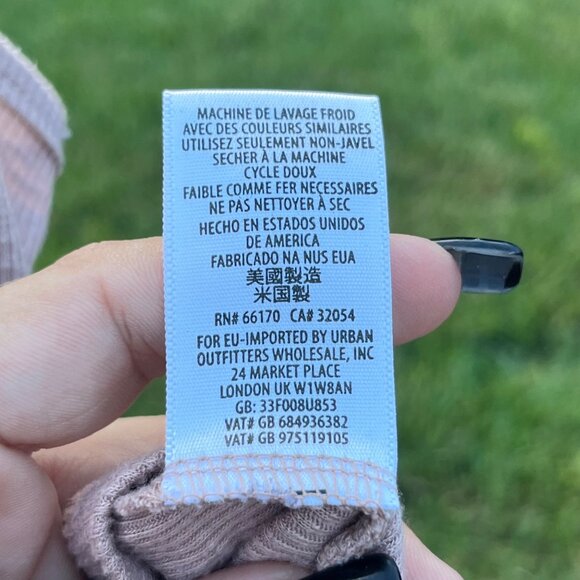 MACHINE DE LAVAGE FROID
AVEC DES COULEURS SIMILAIRES
UTILISEZ SEULEMENT NON-JAVEL
SECHER À LA MACHINE
CYCLE DOUX
FAIBLE COMME FER NECESSAIRES
NE PAS NETTOYER À SEC
HECHO EN ESTADOS UNIDOS
DE AMERICA
FABRICADO NA NUS EUA
美國製造
米国製
RN# 66170 CA# 32054
FOR EU-IMPORTED BY URBAN
OUTFITTERS WHOLESALE, INC
24 MARKET PLACE
LONDON UK W1W8AN
GB: 33F008U853
VAT# GB 684936382
VAT# GB 975119105